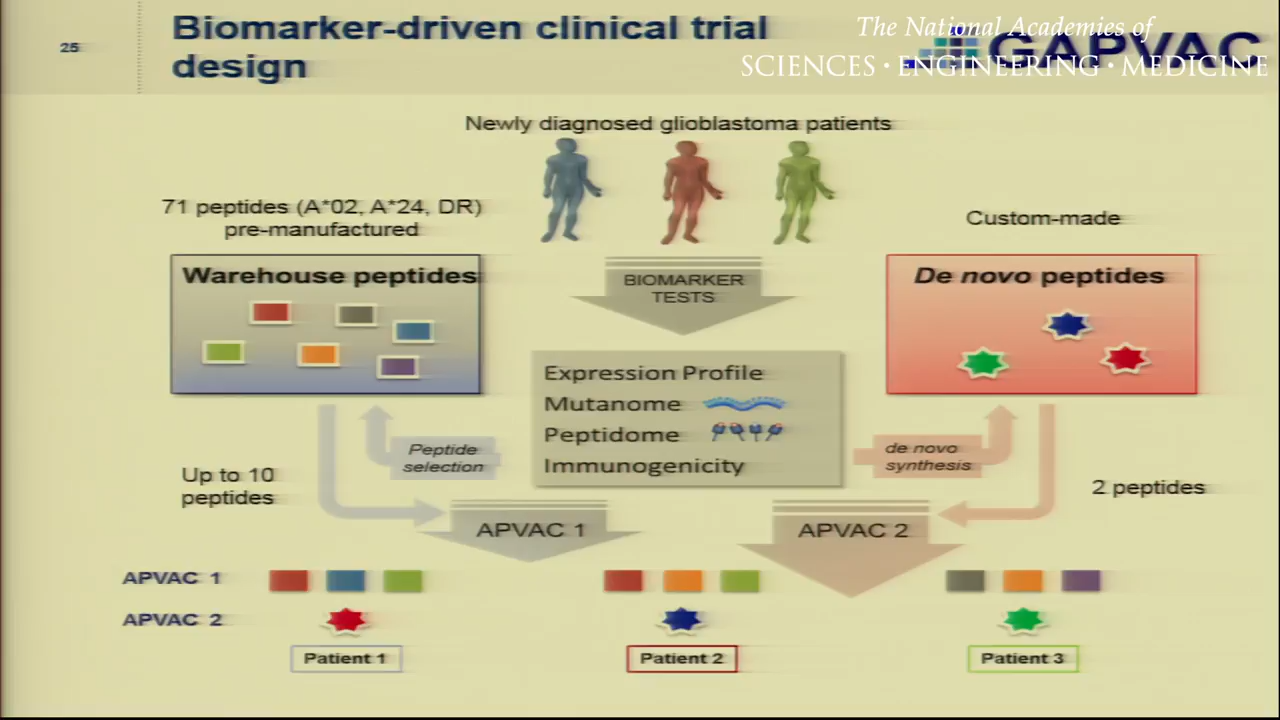 25
Biomarker-driven clinical trial
design
The National Academies of
SCIENCES • ENGINEERING • MEDICINE
GAPVAC
Newly diagnosed glioblastoma patients
71 peptides (A*02, A*24, DR)
pre-manufactured
Custom-made
Warehouse peptides
BIOMARKER
TESTS
De novo peptides
Expression Profile
Mutanome
Peptidome
Immunogenicity
Peptide
selection
de novo
synthesis
Up to 10
peptides
2 peptides
APVAC 1
APVAC 2
APVAC 1
APVAC 2
Patient 1
Patient 2
Patient 3